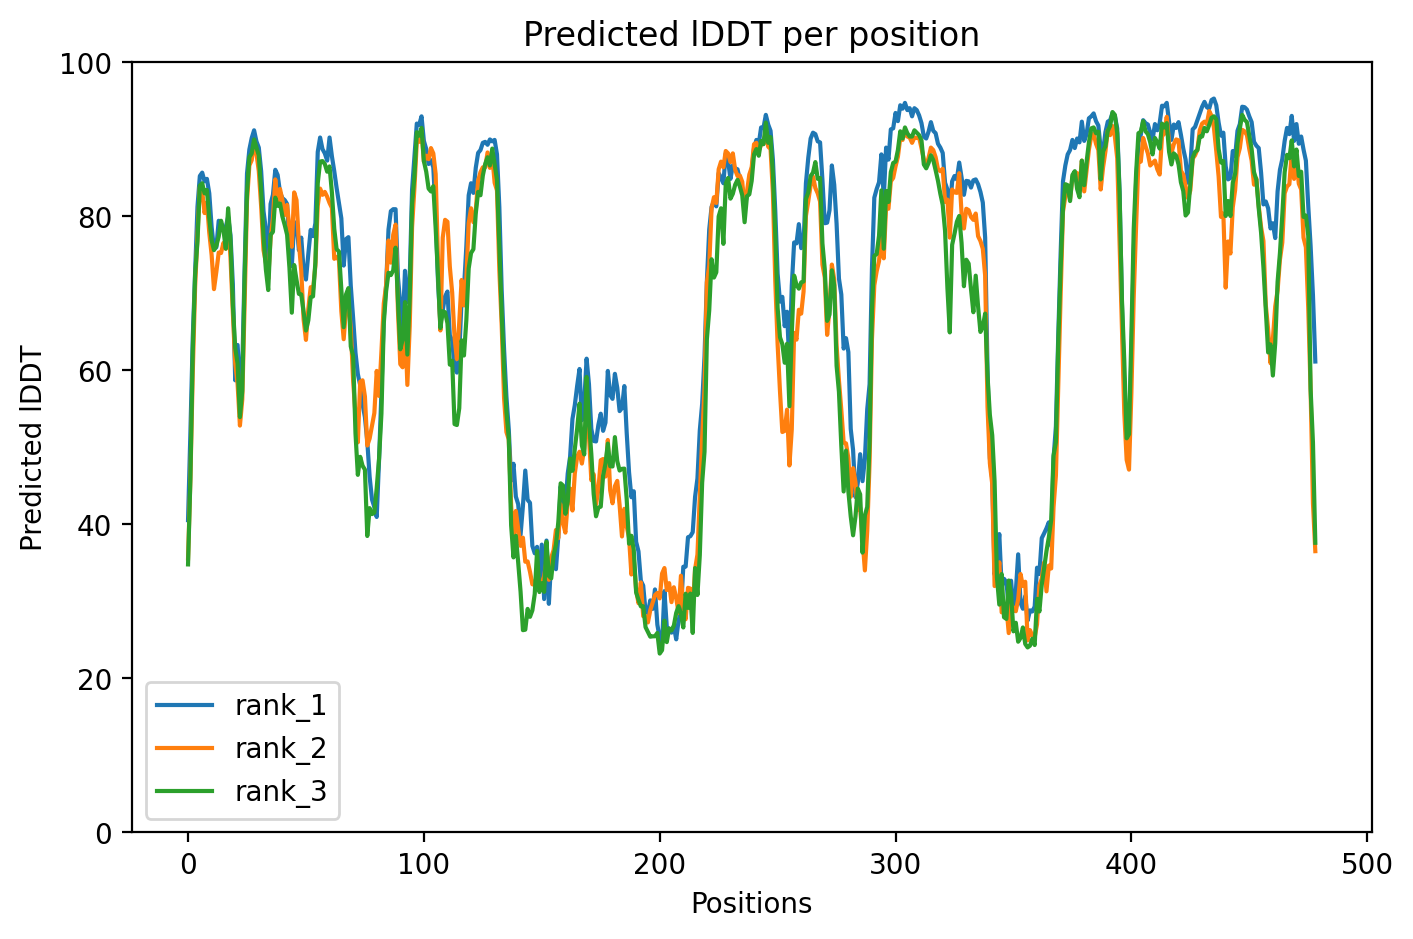 Predicted lDDT per position
100
80
60
40
20
0
Predicted lDDT
rank_1
rank_2
rank_3
0 100 200 300 400 500
Positions